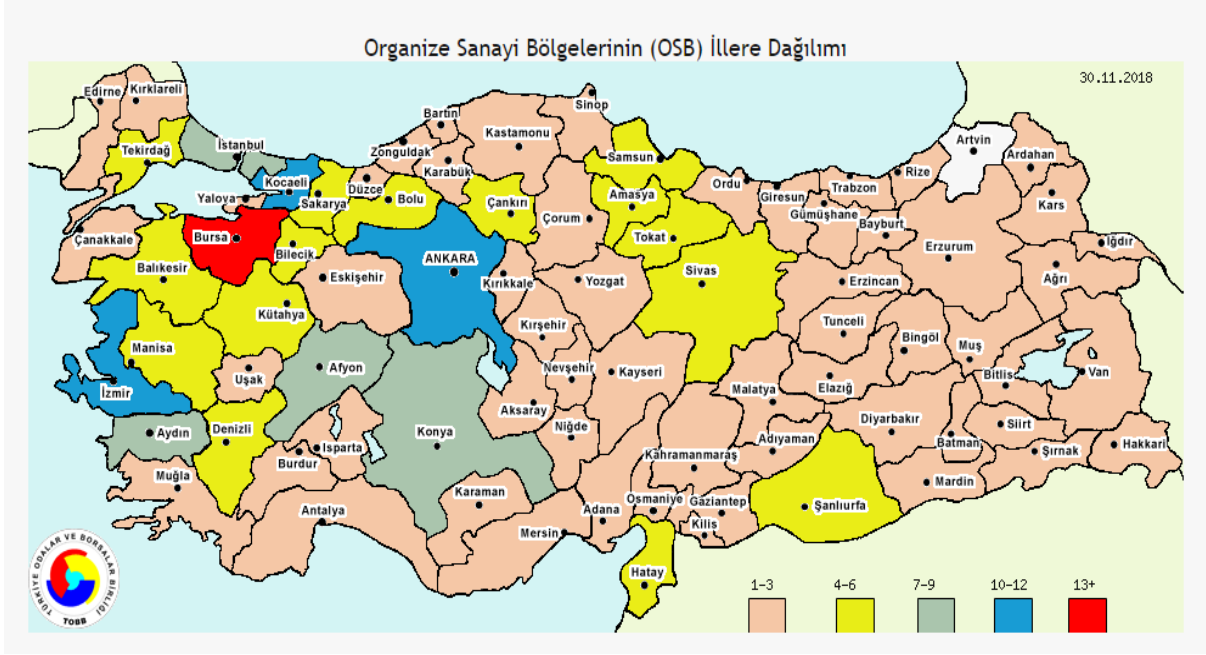 Organize Sanayi Bölgelerinin (OSB) İllere Dağılımı
30.11.2018
Edirne
Kırklareli
Tekirdağ
İstanbul
Kocaeli
Yalova
Sakarya
Düzce
Bolu
Zonguldak
Bartın
Karabük
Kastamonu
Sinop
Çankırı
Çorum
Samsun
Amasya
Tokat
Ordu
Giresun
Gümüşhane
Trabzon
Bayburt
Rize
Artvin
Ardahan
Kars
Iğdır
Ağrı
Erzurum
Erzincan
Çanakkale
Bursa
Bilecik
Balıkesir
Kütahya
Eskişehir
ANKARA
Kırıkkale
Yozgat
Sivas
Kırşehir
Nevşehir
Kayseri
Aksaray
Niğde
Malatya
Elazığ
Tunceli
Bingöl
Muş
Bitlis
Van
Manisa
İzmir
Uşak
Afyon
Aydın
Denizli
Isparta
Burdur
Muğla
Antalya
Konya
Karaman
Mersin
Adana
Osmaniye
Kahramanmaraş
Adıyaman
Gaziantep
Kilis
Hatay
Şanlıurfa
Diyarbakır
Batman
Mardin
Siirt
Şırnak
Hakkari
TÜRKİYE ODALAR VE BORSALAR BİRLİĞİ
TOBB
1-3 4-6 7-9 10-12 13+